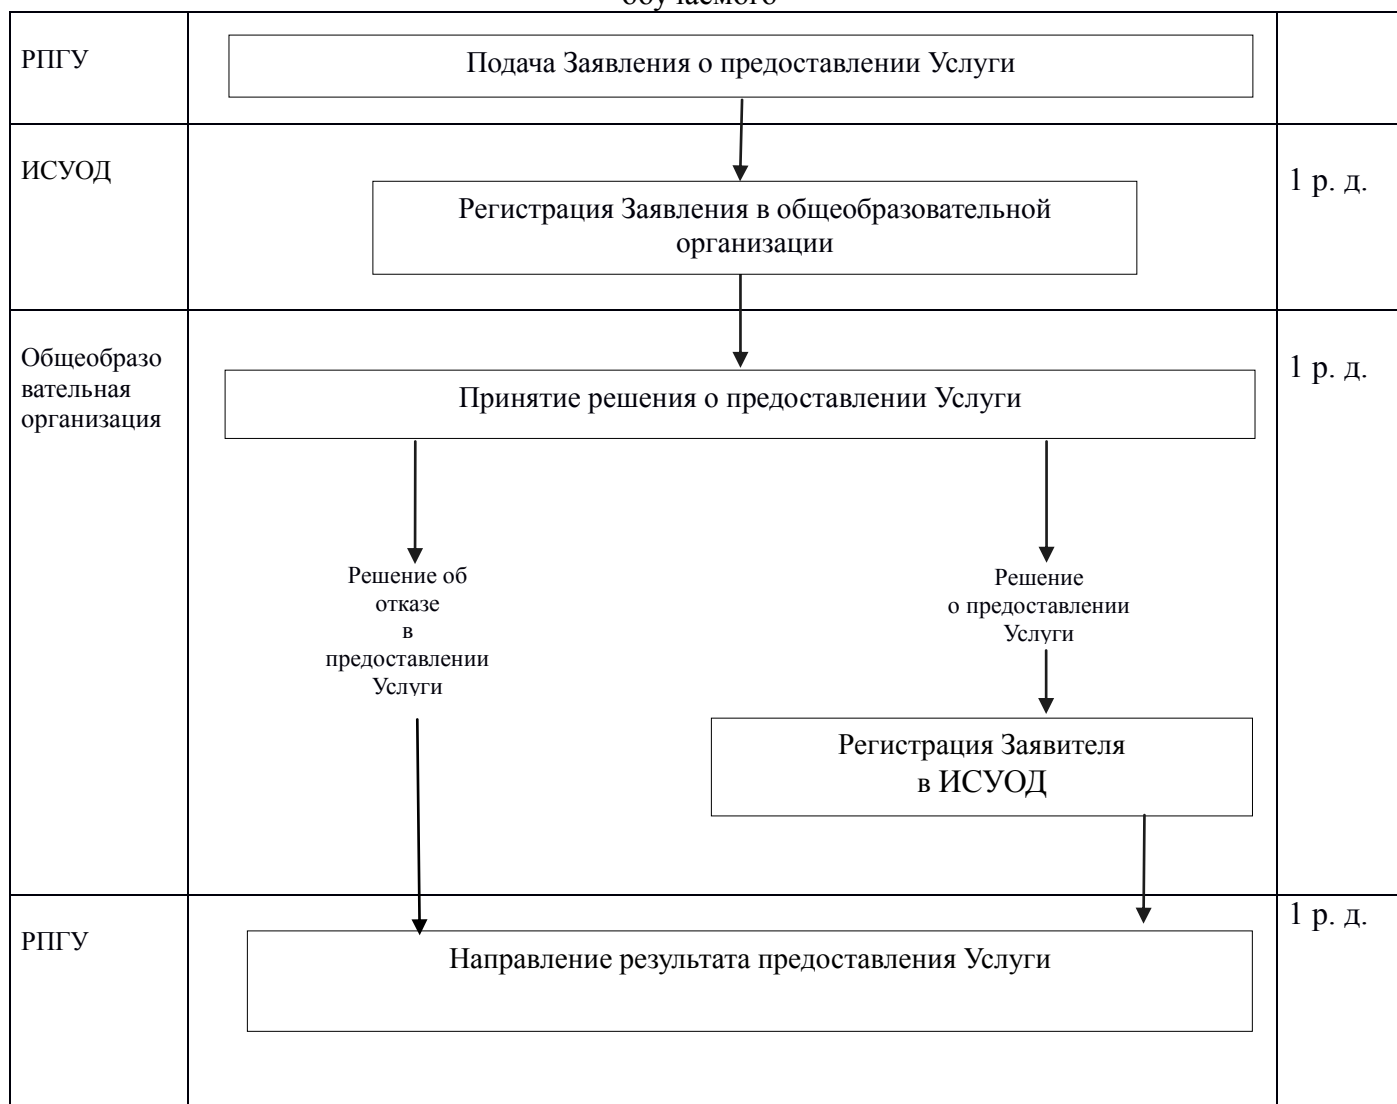 обучаемого
РПГУ
Подача Заявления о предоставлении Услуги
ИСУОД
Регистрация Заявления в общеобразовательной
организации
1 р. д.
Общеобразо
вательная
организация
Принятие решения о предоставлении Услуги
1 р. д.
Решение об
отказе
в
предоставлении
Услуги
Решение
о предоставлении
Услуги
Регистрация Заявителя
в ИСУОД
РПГУ
Направление результата предоставления Услуги
1 р. д.